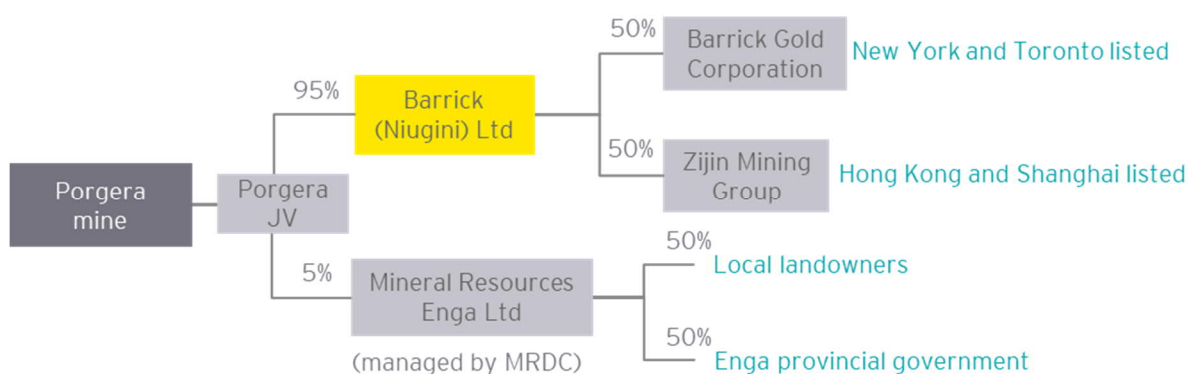 Porgera
mine
Porgera
JV
95%
Barrick
(Niugini) Ltd
50%
Barrick Gold
Corporation
New York and Toronto listed
50%
Zijin Mining
Group
Hong Kong and Shanghai listed
5%
Mineral Resources
Enga Ltd
(managed by MRDC)
50%
Local landowners
50%
Enga provincial government